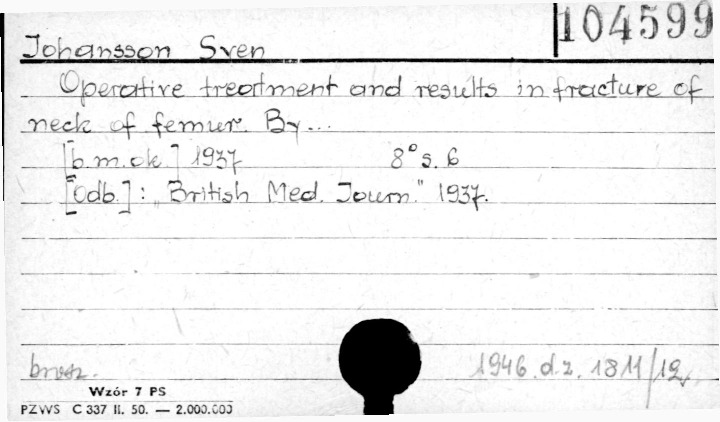 104599
Johansson Sven
Operative treatment and results in fracture of
neck of femur. By...
[b.m.ok.] 1937 8° s. 6
[Odb.]: "British Med. Journ." 1937.
brosz. 1946.d.z. 1811/12.
Wzór 7 PS
PZWS C 337 II. 50. — 2.000.000